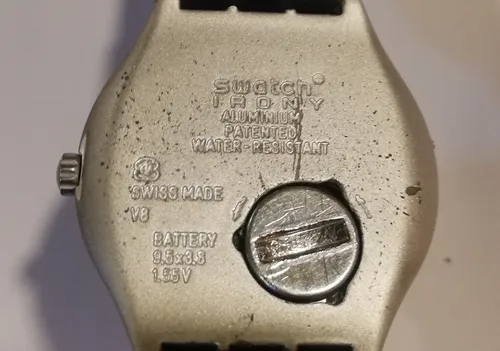 swatch
IRONY
ALUMINIUM
PATENTED
WATER-RESISTANT
SWISS MADE
V8
BATTERY
9.5x3.6
1.55V